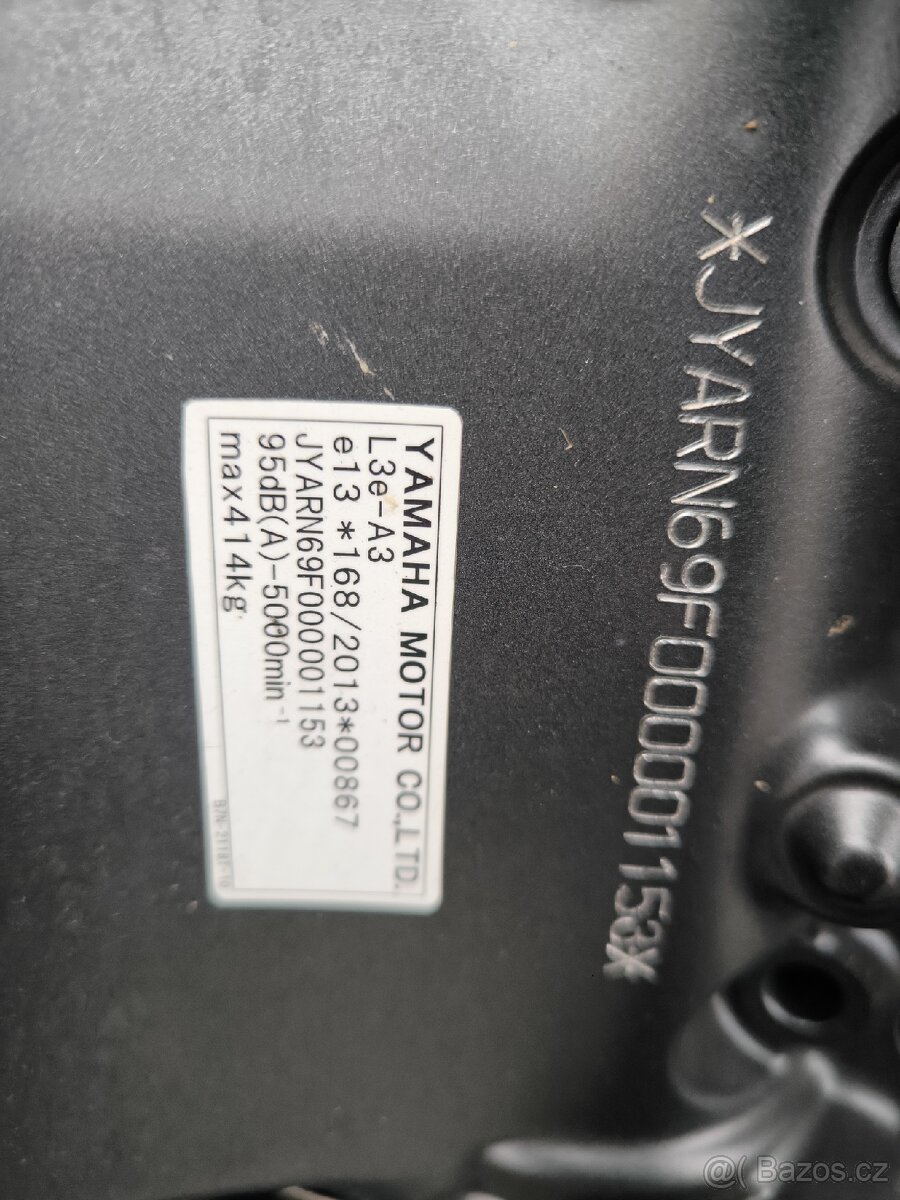 YAMAHA MOTOR CO.,LTD.
L3e-A3
e13 *168/2013*00867
JYARN69F000001153
95dB(A)-5000min⁻¹
max414kg
*JYARN69F000001153*
@( Bazos.cz